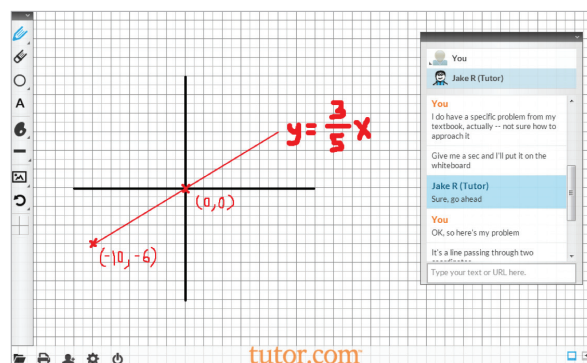 A
y = 3/5 x
(0,0)
(-10,-6)
tutor.com
You
Jake R (Tutor)
You
I do have a specific problem from my
textbook, actually -- not sure how to
approach it
Give me a sec and I'll put it on the
whiteboard
Jake R (Tutor)
Sure, go ahead
You
OK, so here's my problem
It's a line passing through two
Type your text or URL here.